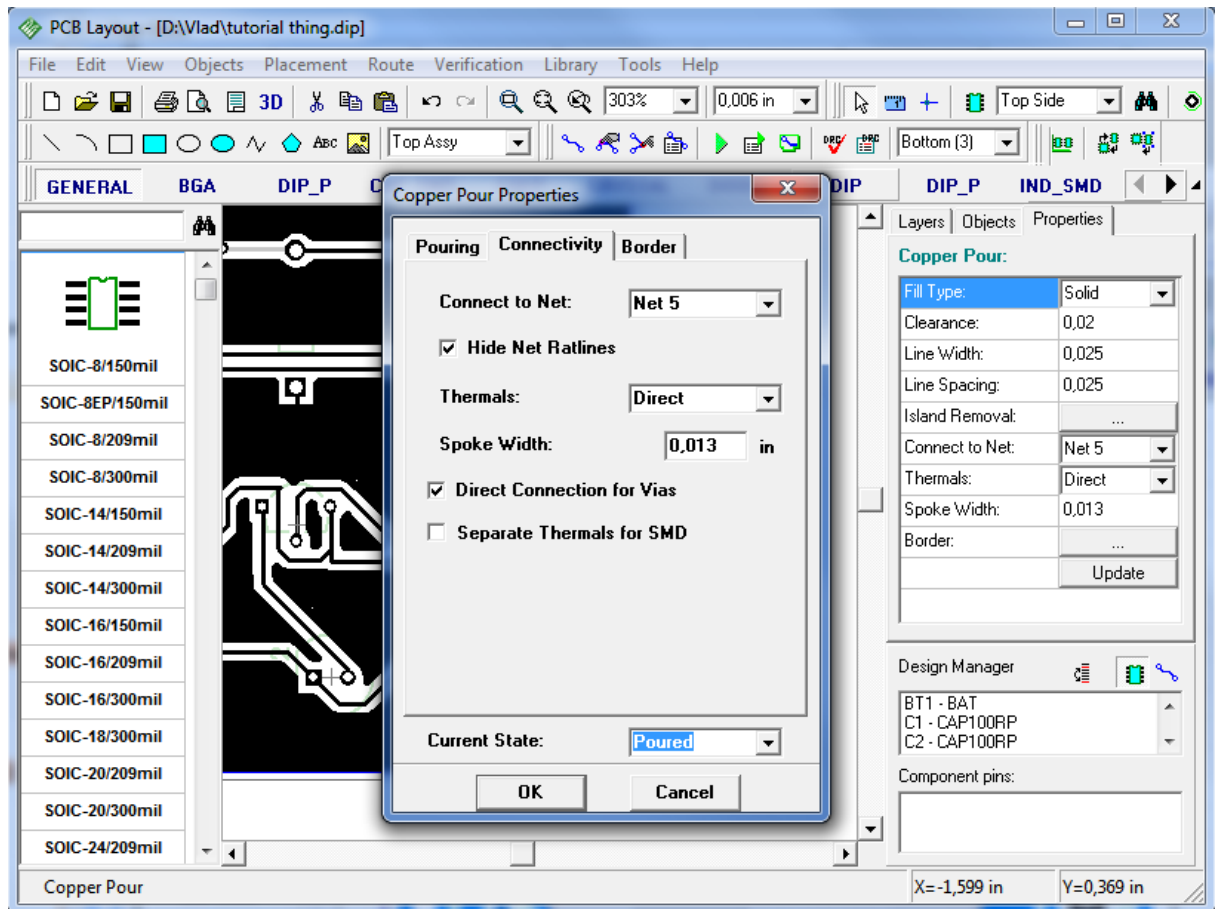 PCB Layout - [D:\Vlad\tutorial thing.dip]
File Edit View Objects Placement Route Verification Library Tools Help
3D 303% 0,006 in Top Side
ABC Top Assy DRC DRC Bottom (3)
GENERAL BGA DIP_P DIP DIP_P IND_SMD
SOIC-8/150mil
SOIC-8EP/150mil
SOIC-8/209mil
SOIC-8/300mil
SOIC-14/150mil
SOIC-14/209mil
SOIC-14/300mil
SOIC-16/150mil
SOIC-16/209mil
SOIC-16/300mil
SOIC-18/300mil
SOIC-20/209mil
SOIC-20/300mil
SOIC-24/209mil
Copper Pour Properties
Pouring Connectivity Border
Connect to Net: Net 5
Hide Net Ratlines
Thermals: Direct
Spoke Width: 0,013 in
Direct Connection for Vias
Separate Thermals for SMD
Current State: Poured
OK Cancel
Layers Objects Properties
Copper Pour:
Fill Type: Solid
Clearance: 0,02
Line Width: 0,025
Line Spacing: 0,025
Island Removal: ...
Connect to Net: Net 5
Thermals: Direct
Spoke Width: 0,013
Border: ...
Update
Design Manager
BT1 - BAT
C1 - CAP100RP
C2 - CAP100RP
Component pins:
Copper Pour X=-1,599 in Y=0,369 in